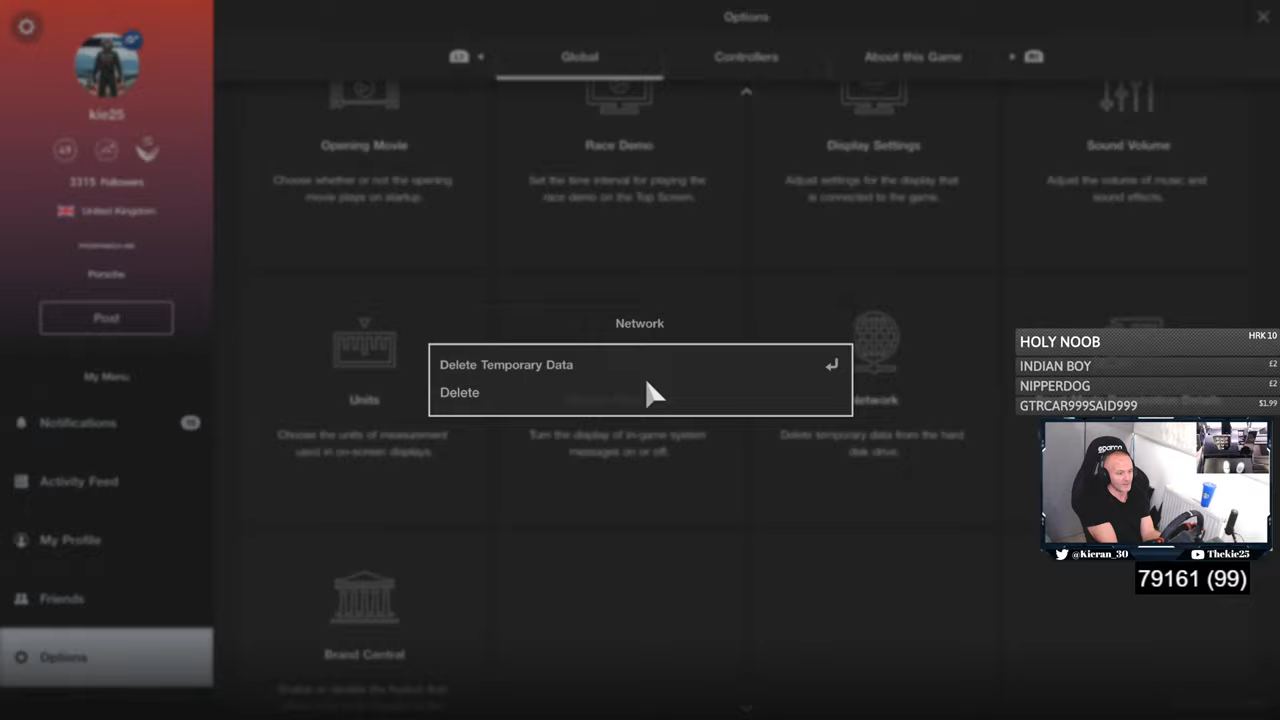 Options
Global
Controllers
About this Game
kie25
3315 Followers
United Kingdom
Porsche
Post
My Menu
Notifications
Activity Feed
My Profile
Friends
Options
Opening Movie
Choose whether or not the opening
movie plays on startup.
Race Demo
Set the time interval for playing the
race demo on the Top Screen.
Display Settings
Adjust settings for the display that
is connected to the game.
Sound Volume
Adjust the volume of music and
sound effects.
Network
Delete Temporary Data
Delete
Units
Choose the units of measurement
used in on-screen displays.
Turn the display of in-game system
messages on or off.
Network
Delete temporary data from the hard
disk drive.
Brand Central
HOLY NOOB HRK 10
INDIAN BOY £2
NIPPERDOG £2
GTRCAR999SAID999 $1.99
sparco
@Kieran_30
Thekie25
79161 (99)